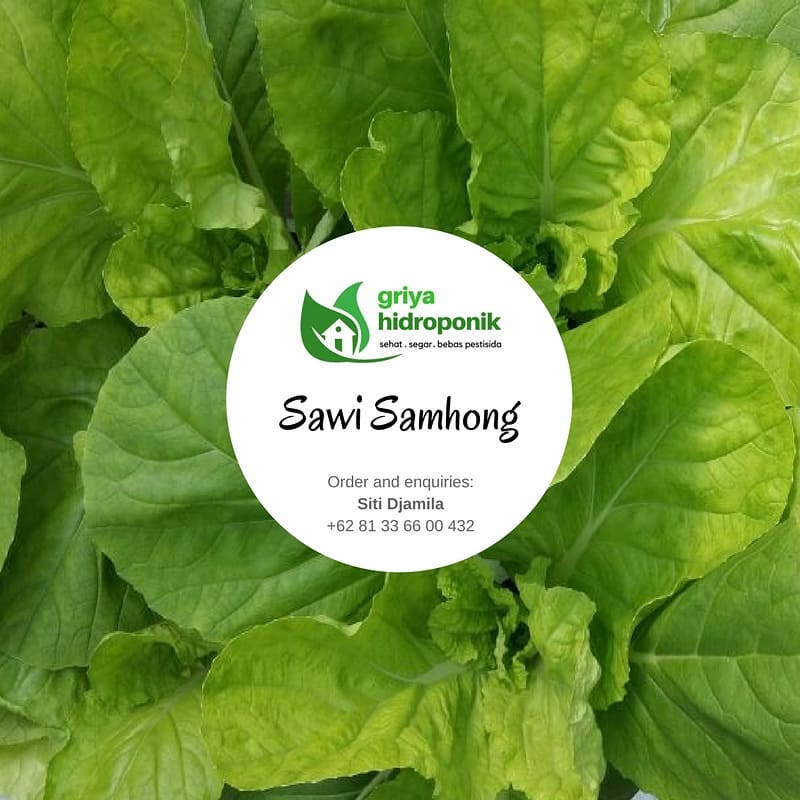 griya
hidroponik
sehat . segar . bebas pestisida
Sawi Samhong
Order and enquiries:
Siti Djamila
+62 81 33 66 00 432